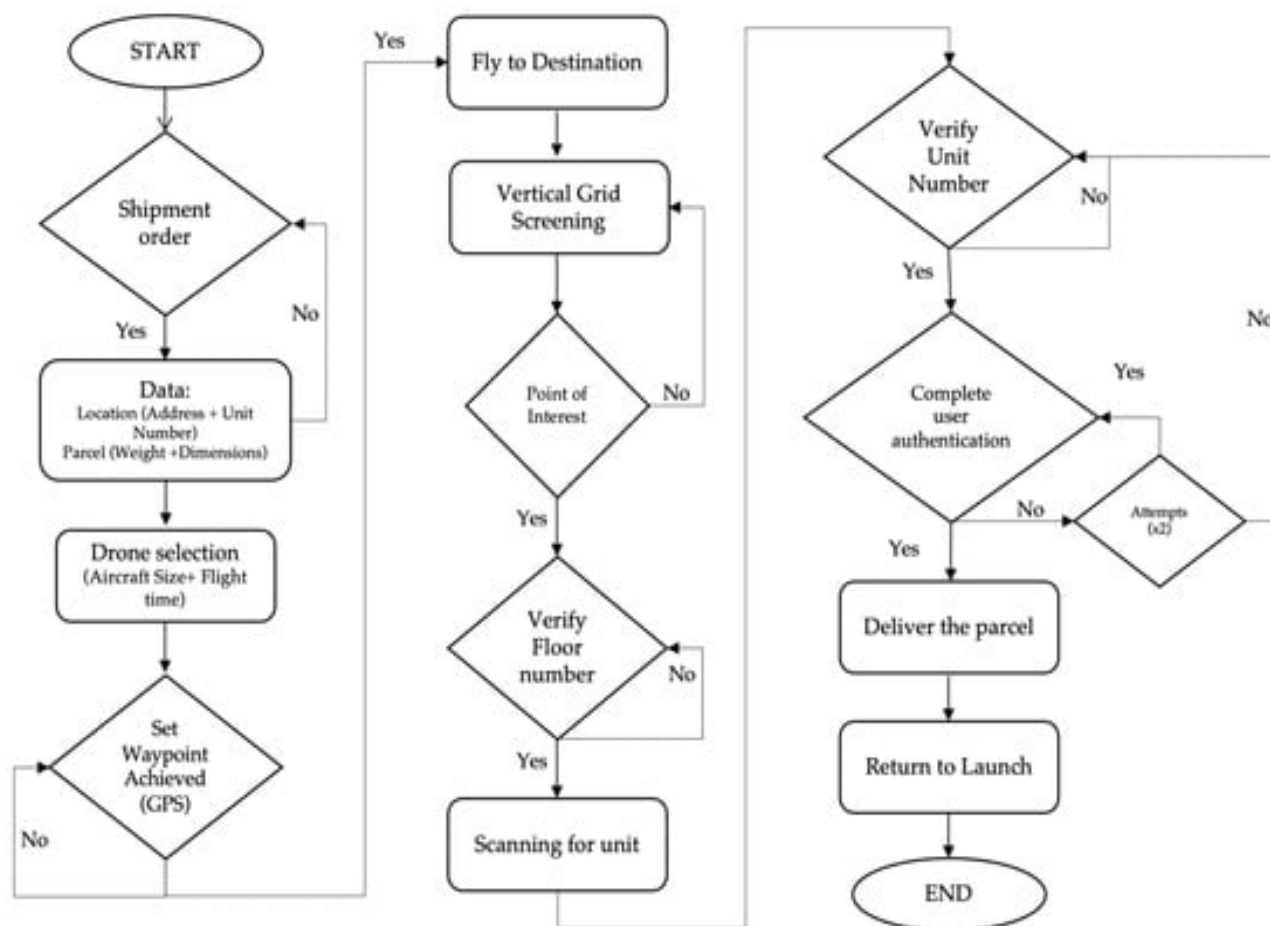 START
Shipment
order
No
Yes
Data:
Location (Address + Unit
Number)
Parcel (Weight +Dimensions)
Drone selection
(Aircraft Size+ Flight
time)
Set
Waypoint
Achieved
(GPS)
No
Yes
Fly to Destination
Vertical Grid
Screening
Point of
Interest
No
Yes
Verify
Floor
number
No
Yes
Scanning for unit
Verify
Unit
Number
No
Yes
Complete
user
authentication
Yes
No
Attempts
(x2)
No
Yes
Deliver the parcel
Return to Launch
END